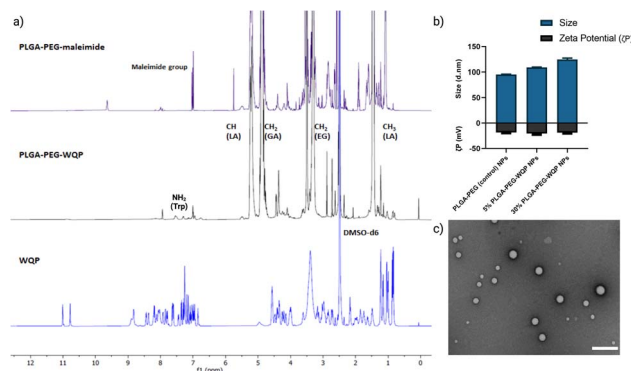 a)
PLGA-PEG-maleimide
Maleimide group
CH
(LA)
CH₂
(GA)
CH₂
(EG)
CH₃
(LA)
PLGA-PEG-WQP
NH₂
(Trp)
DMSO-d6
WQP
12 11 10 9 8 7 6 5 4 3 2 1 0
f1 (ppm)
b)
Size
Zeta Potential (ζP)
Size (d.nm)
ζP (mV)
150
100
50
0
-50
PLGA-PEG (control) NPs
5% PLGA-PEG-WQP NPs
30% PLGA-PEG-WQP NPs
c)